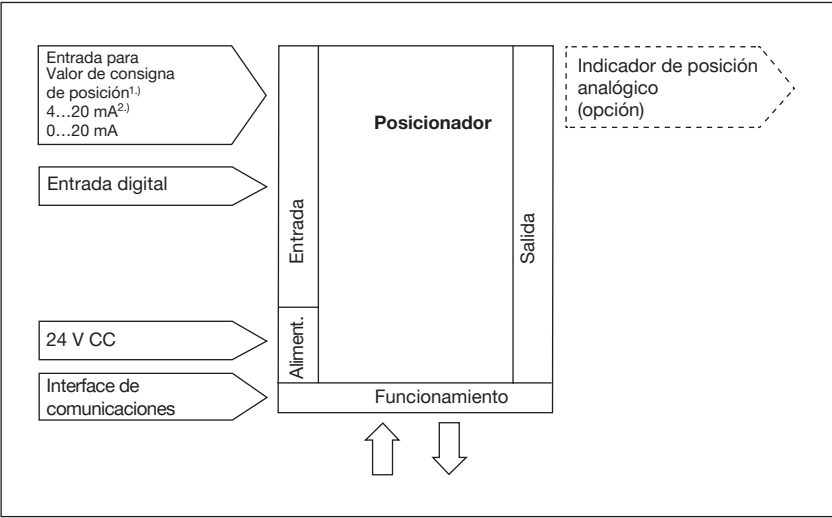 Entrada para
Valor de consigna
de posición1.)
4...20 mA2.)
0...20 mA
Entrada digital
24 V CC
Interface de
comunicaciones
Entrada
Aliment.
Posicionador
Salida
Funcionamiento
Indicador de posición
analógico
(opción)